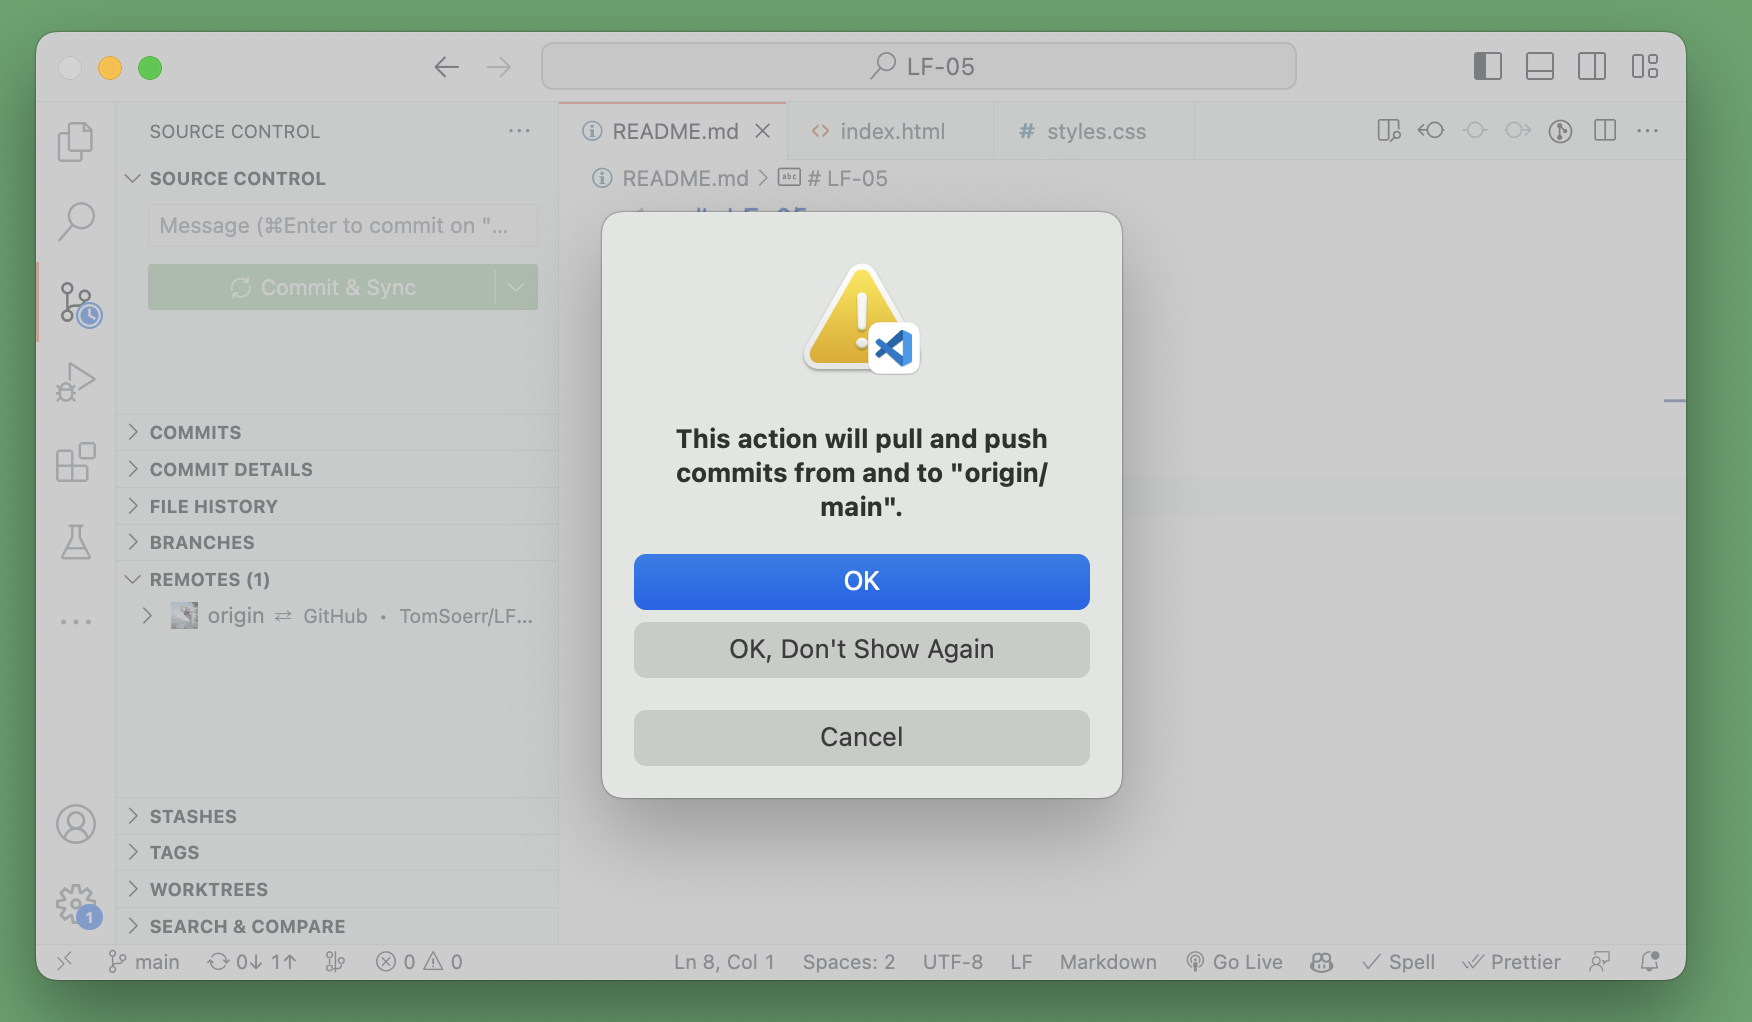 LF-05
SOURCE CONTROL
README.md
index.html
# styles.css
SOURCE CONTROL
README.md > abc # LF-05
Message (⌘Enter to commit on "...
Commit & Sync
This action will pull and push
commits from and to "origin/
main".
OK
OK, Don't Show Again
Cancel
COMMITS
COMMIT DETAILS
FILE HISTORY
BRANCHES
REMOTES (1)
origin ⇄ GitHub • TomSoerr/LF...
STASHES
TAGS
WORKTREES
SEARCH & COMPARE
1
main 0↓ 1↑ 0 0 Ln 8, Col 1 Spaces: 2 UTF-8 LF Markdown Go Live Spell Prettier